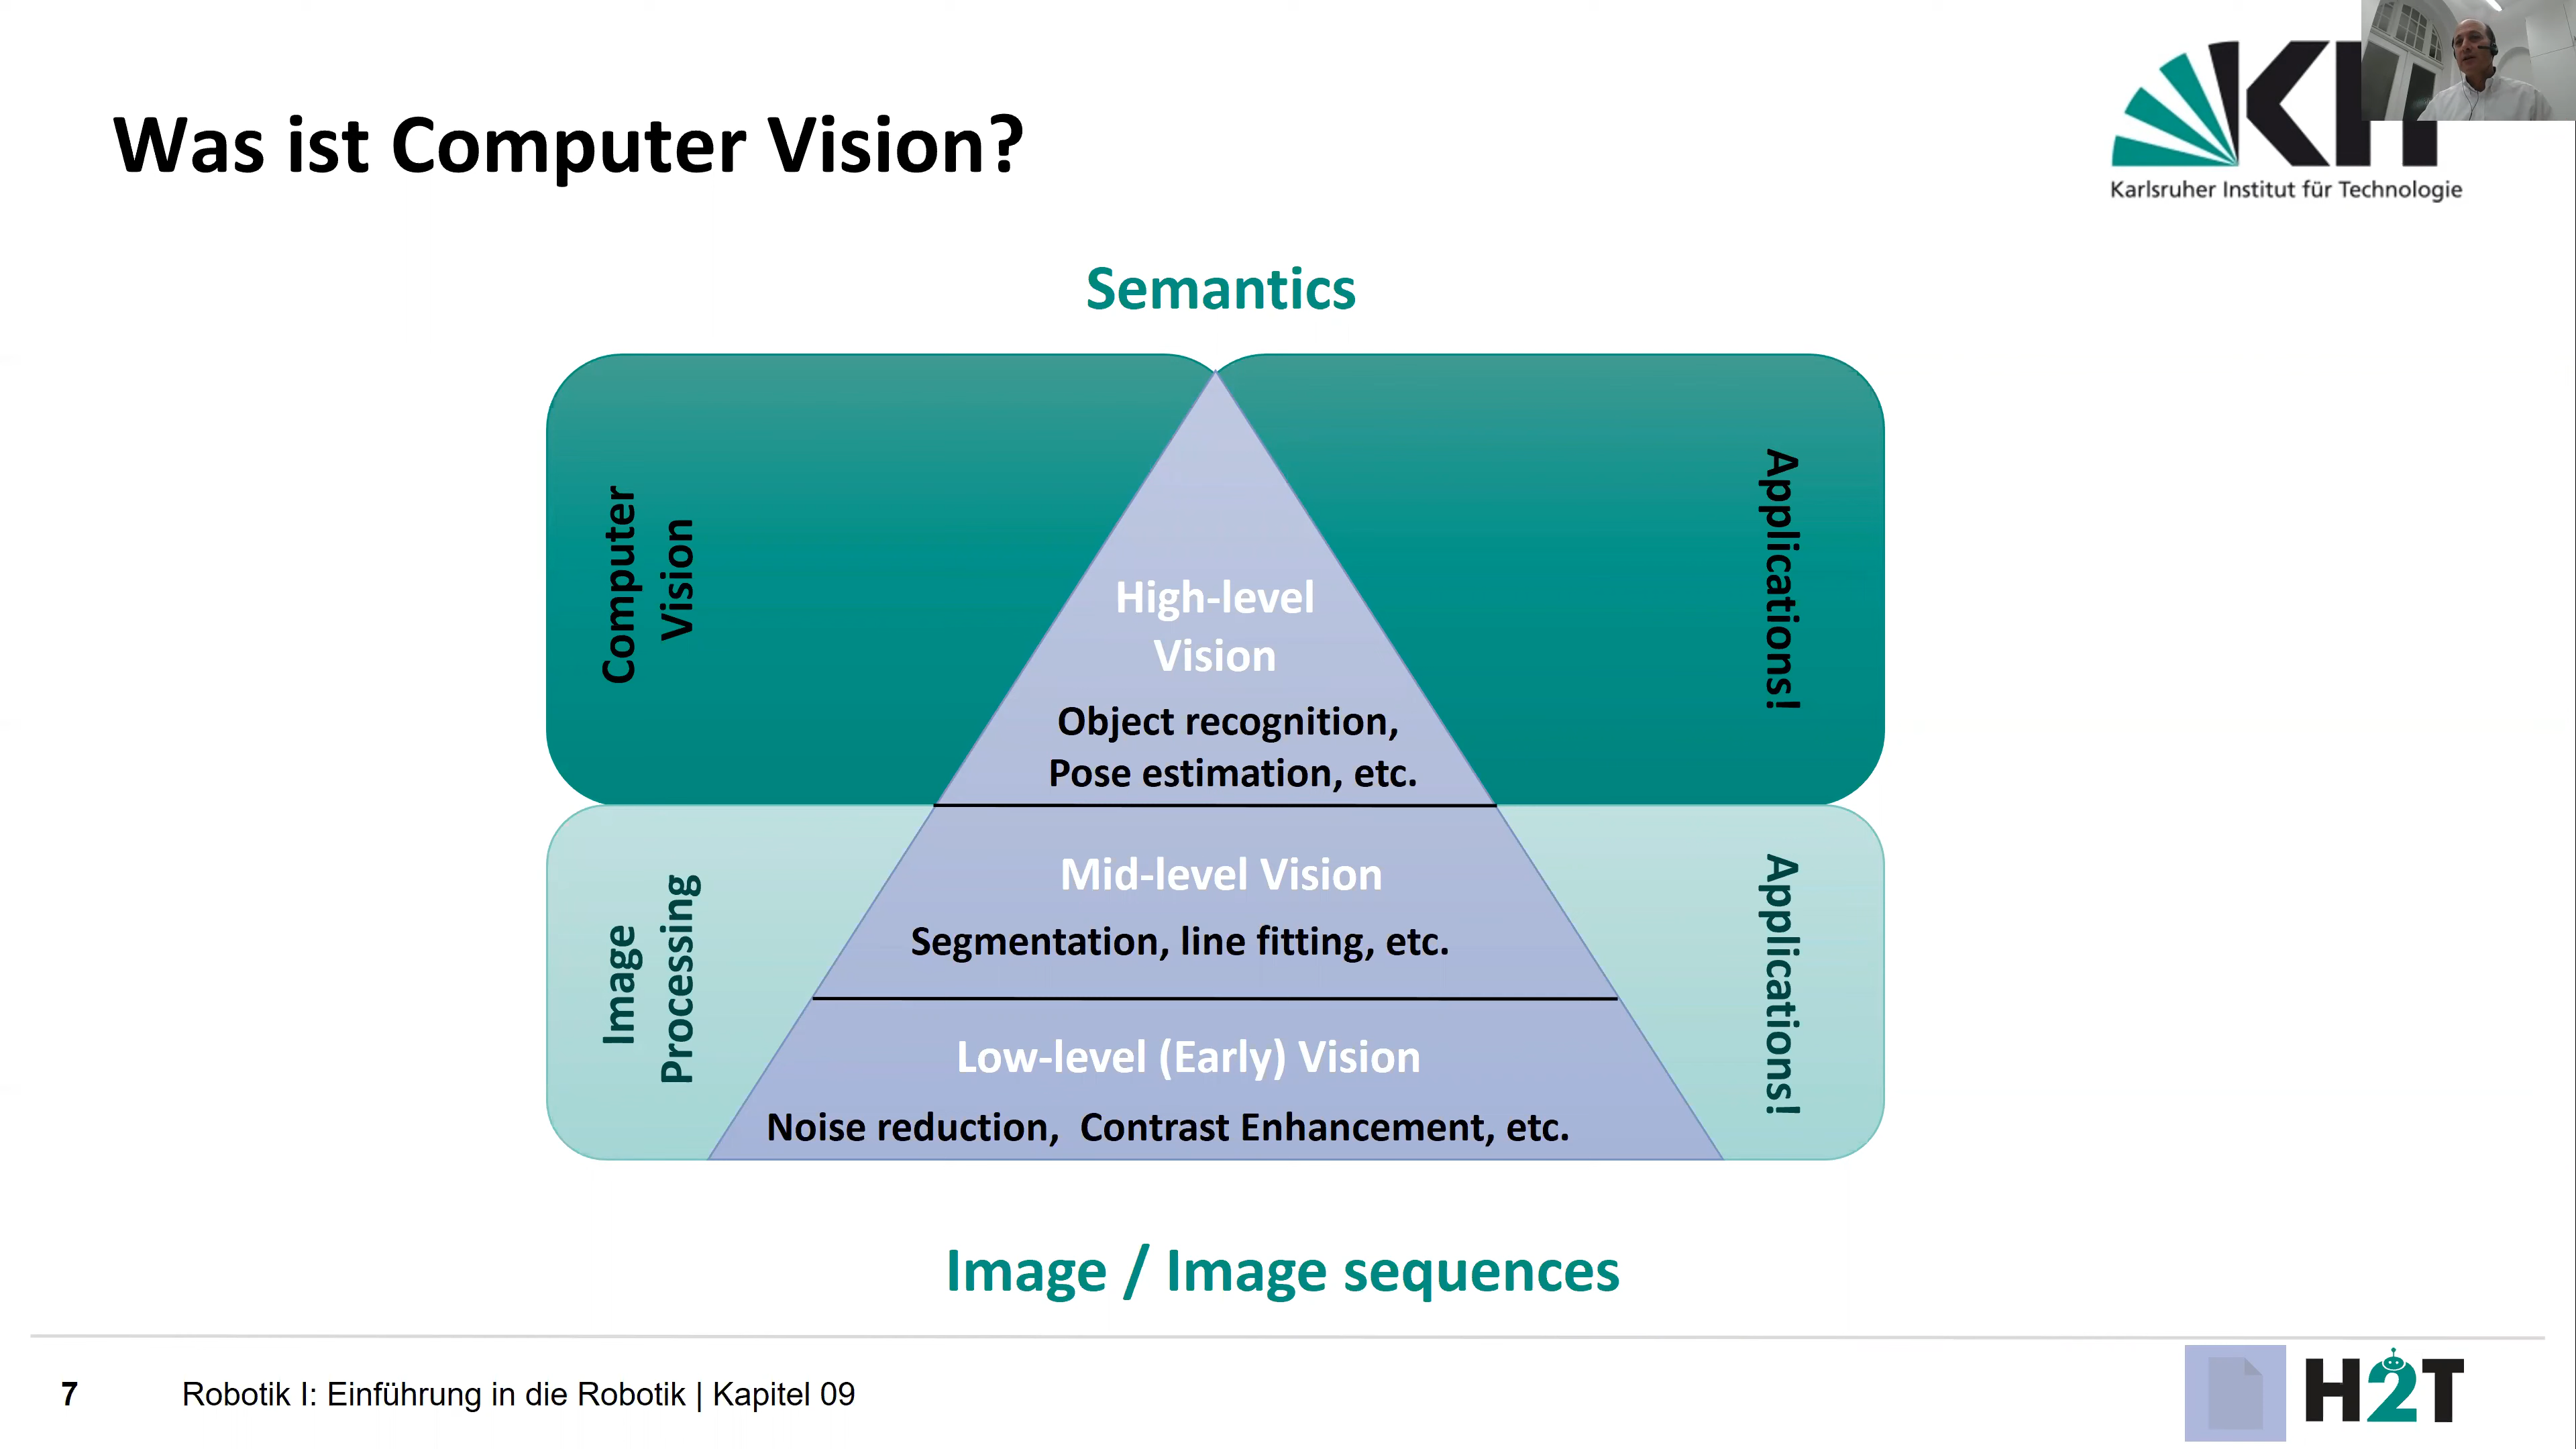 Was ist Computer Vision?
Karlsruher Institut für Technologie
Semantics
Computer
Vision
Applications!
High-level
Vision
Object recognition,
Pose estimation, etc.
Image
Processing
Applications!
Mid-level Vision
Segmentation, line fitting, etc.
Low-level (Early) Vision
Noise reduction, Contrast Enhancement, etc.
Image / Image sequences
7
Robotik I: Einführung in die Robotik | Kapitel 09
H2T